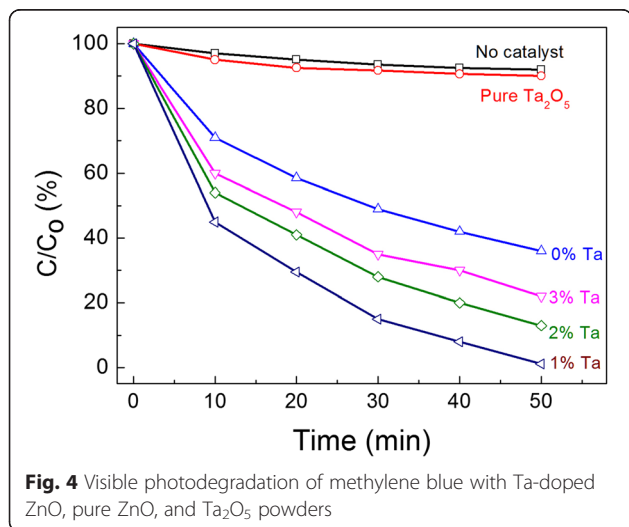 100
80
60
40
20
0
C/C₀ (%)
No catalyst
Pure Ta₂O₅
0% Ta
3% Ta
2% Ta
1% Ta
0 10 20 30 40 50
Time (min)
Fig. 4 Visible photodegradation of methylene blue with Ta-doped
ZnO, pure ZnO, and Ta₂O₅ powders